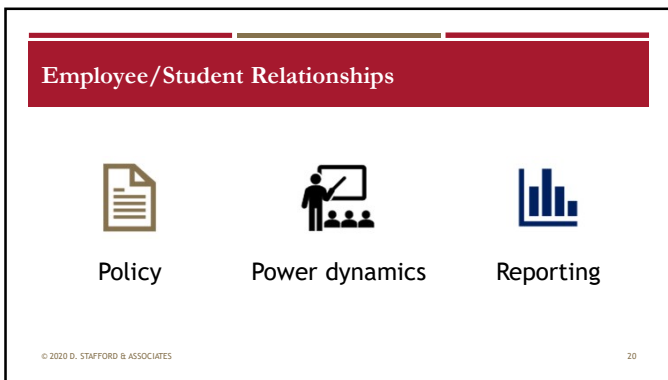 Employee/Student Relationships
Policy
Power dynamics
Reporting
© 2020 D. STAFFORD & ASSOCIATES
20